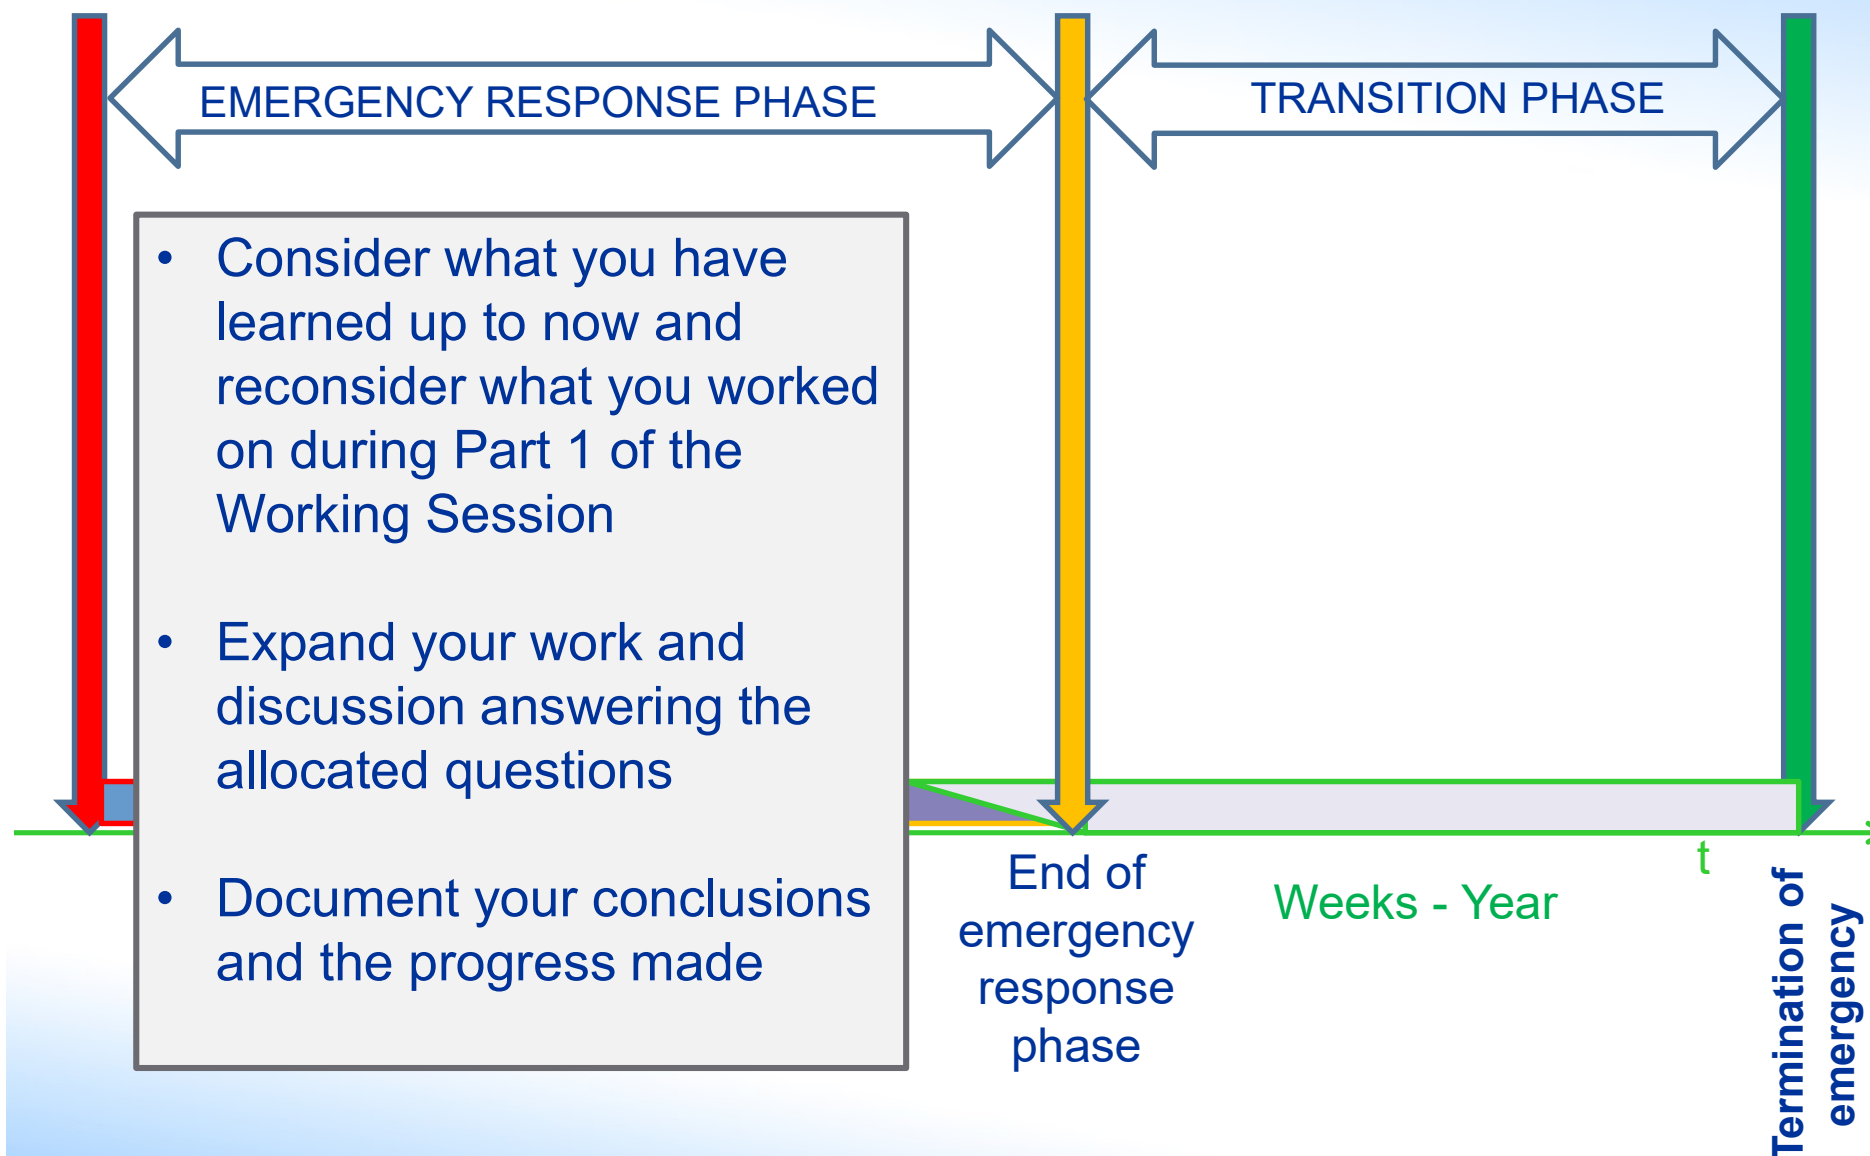 EMERGENCY RESPONSE PHASE
TRANSITION PHASE
• Consider what you have
learned up to now and
reconsider what you worked
on during Part 1 of the
Working Session
• Expand your work and
discussion answering the
allocated questions
• Document your conclusions
and the progress made
End of
emergency
response
phase
Weeks - Year
t
Termination of
emergency